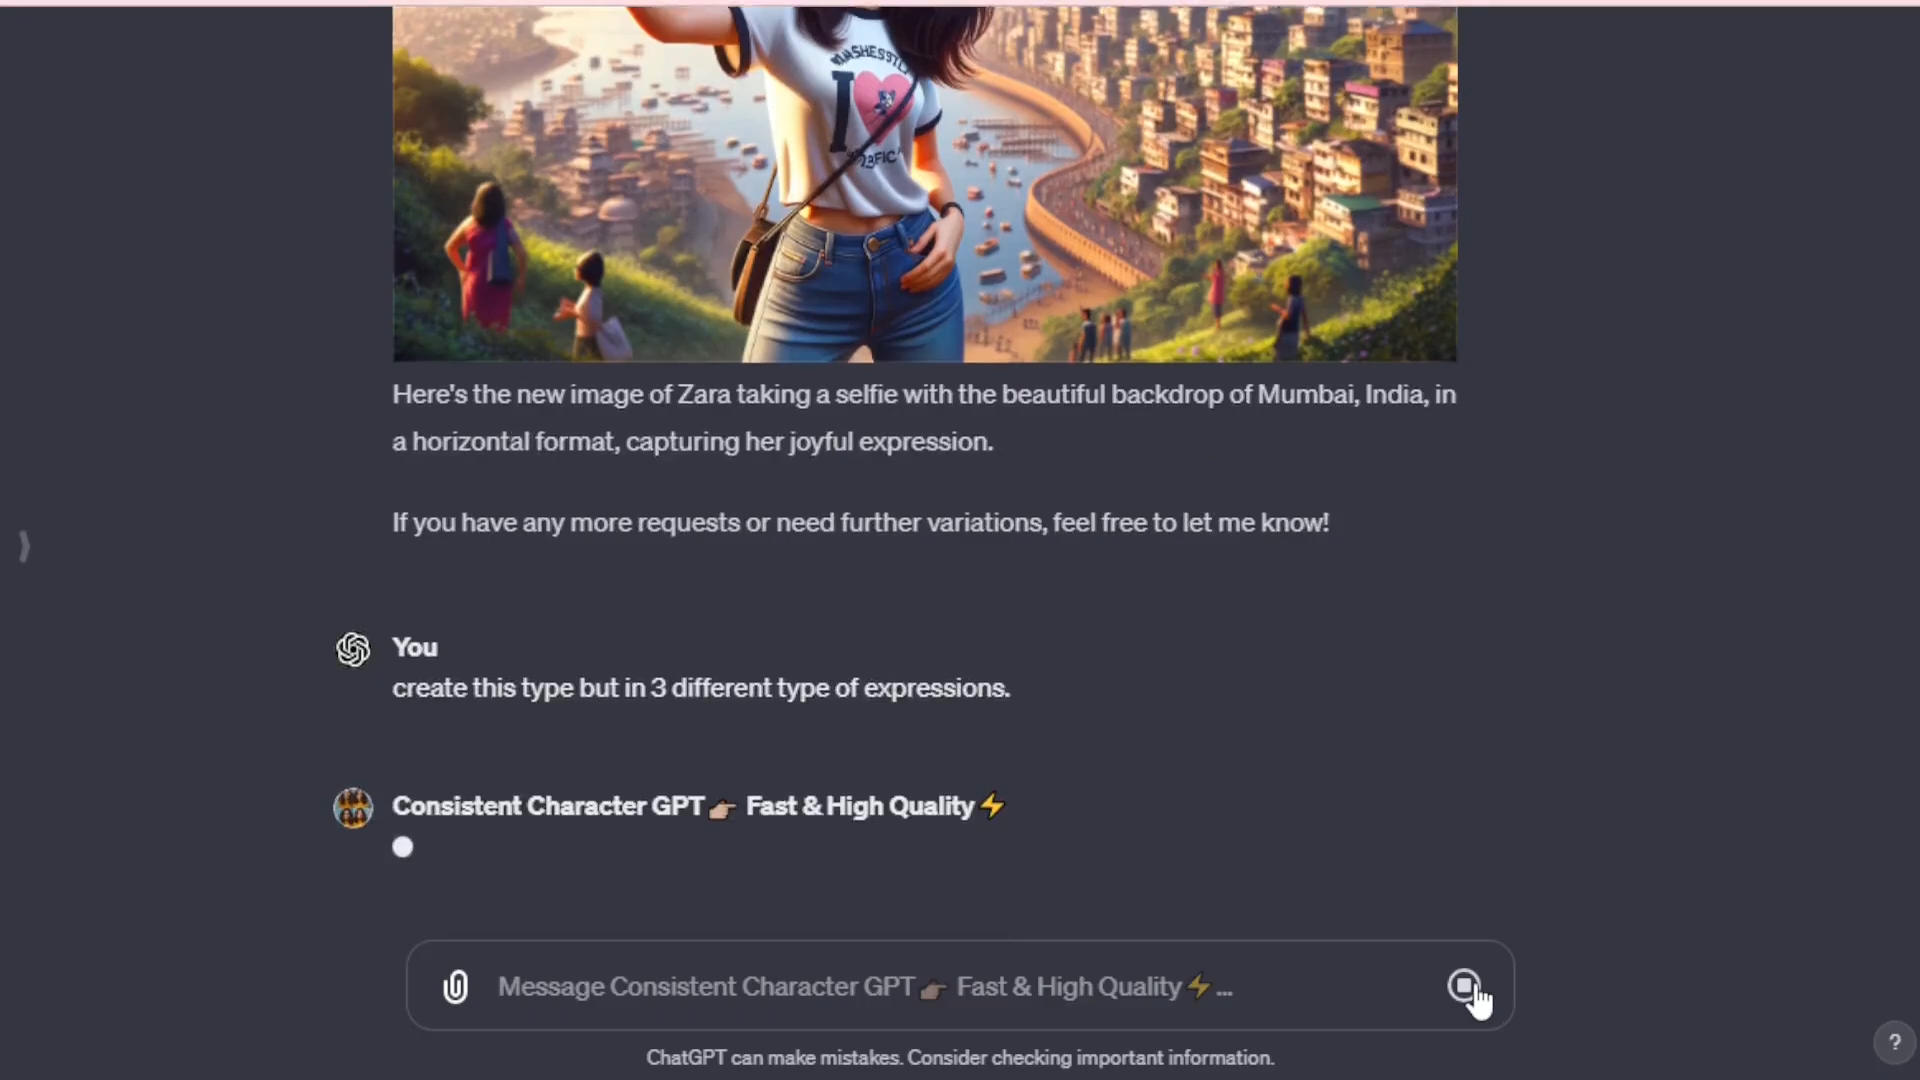 I
Here's the new image of Zara taking a selfie with the beautiful backdrop of Mumbai, India, in
a horizontal format, capturing her joyful expression.
If you have any more requests or need further variations, feel free to let me know!
You
create this type but in 3 different type of expressions.
Consistent Character GPT👉🏽 Fast & High Quality⚡
Message Consistent Character GPT👉🏽 Fast & High Quality⚡...
ChatGPT can make mistakes. Consider checking important information.
?